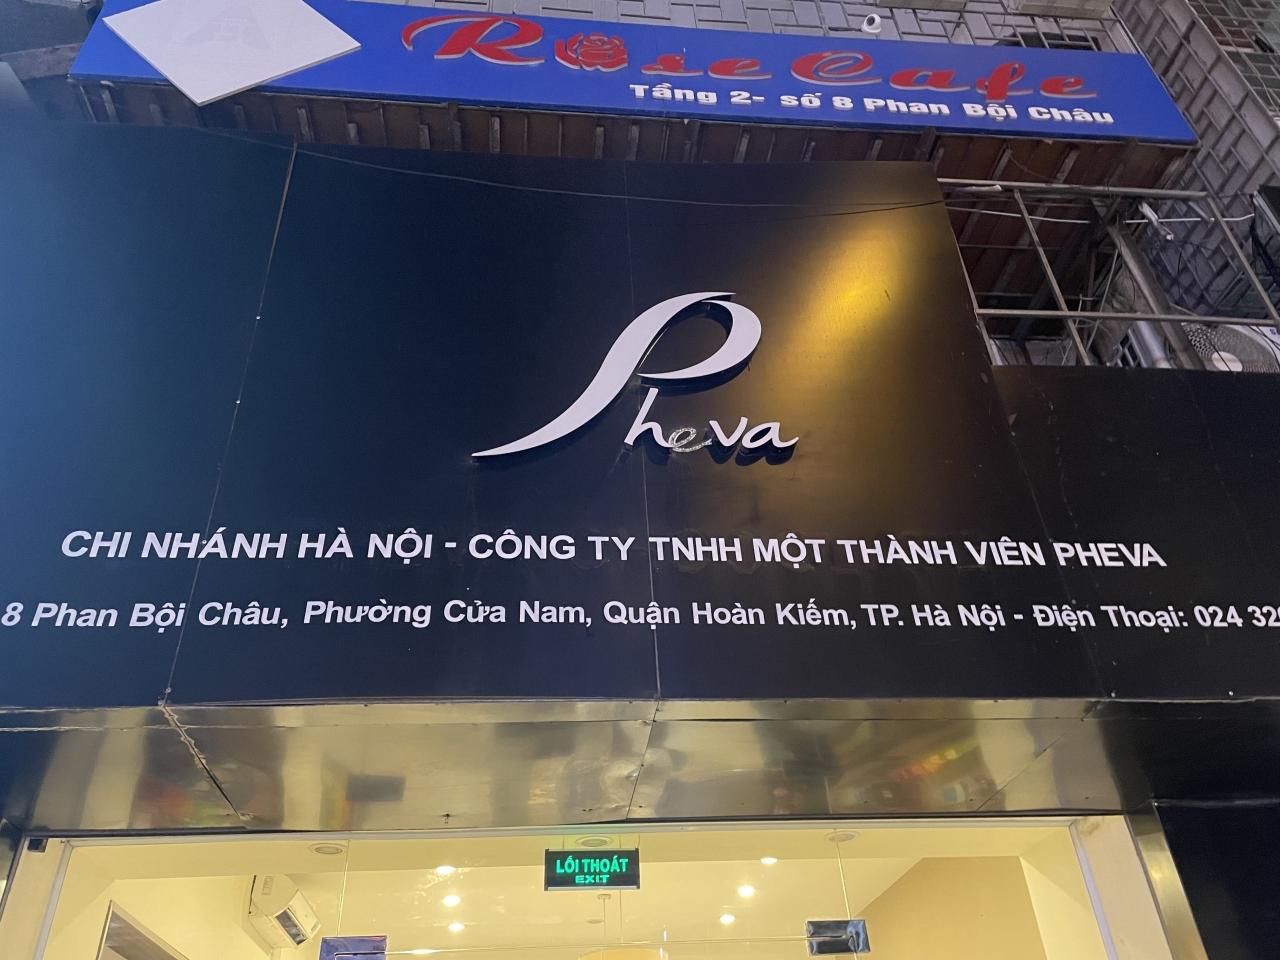 Rose Cafe
Tầng 2- số 8 Phan Bội Châu
Pheva
CHI NHÁNH HÀ NỘI - CÔNG TY TNHH MỘT THÀNH VIÊN PHEVA
8 Phan Bội Châu, Phường Cửa Nam, Quận Hoàn Kiếm, TP. Hà Nội - Điện Thoại: 024 32
LỐI THOÁT
EXIT